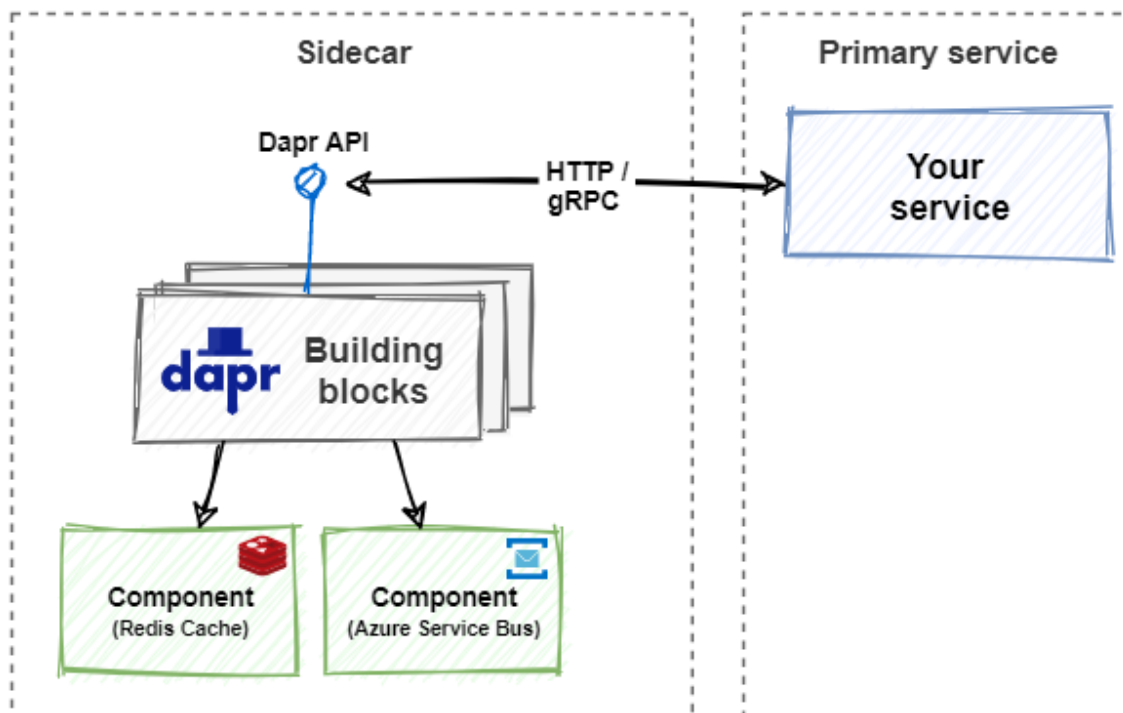 Sidecar
Primary service
Dapr API
HTTP /
gRPC
Your
service
dapr
Building
blocks
Component
(Redis Cache)
Component
(Azure Service Bus)